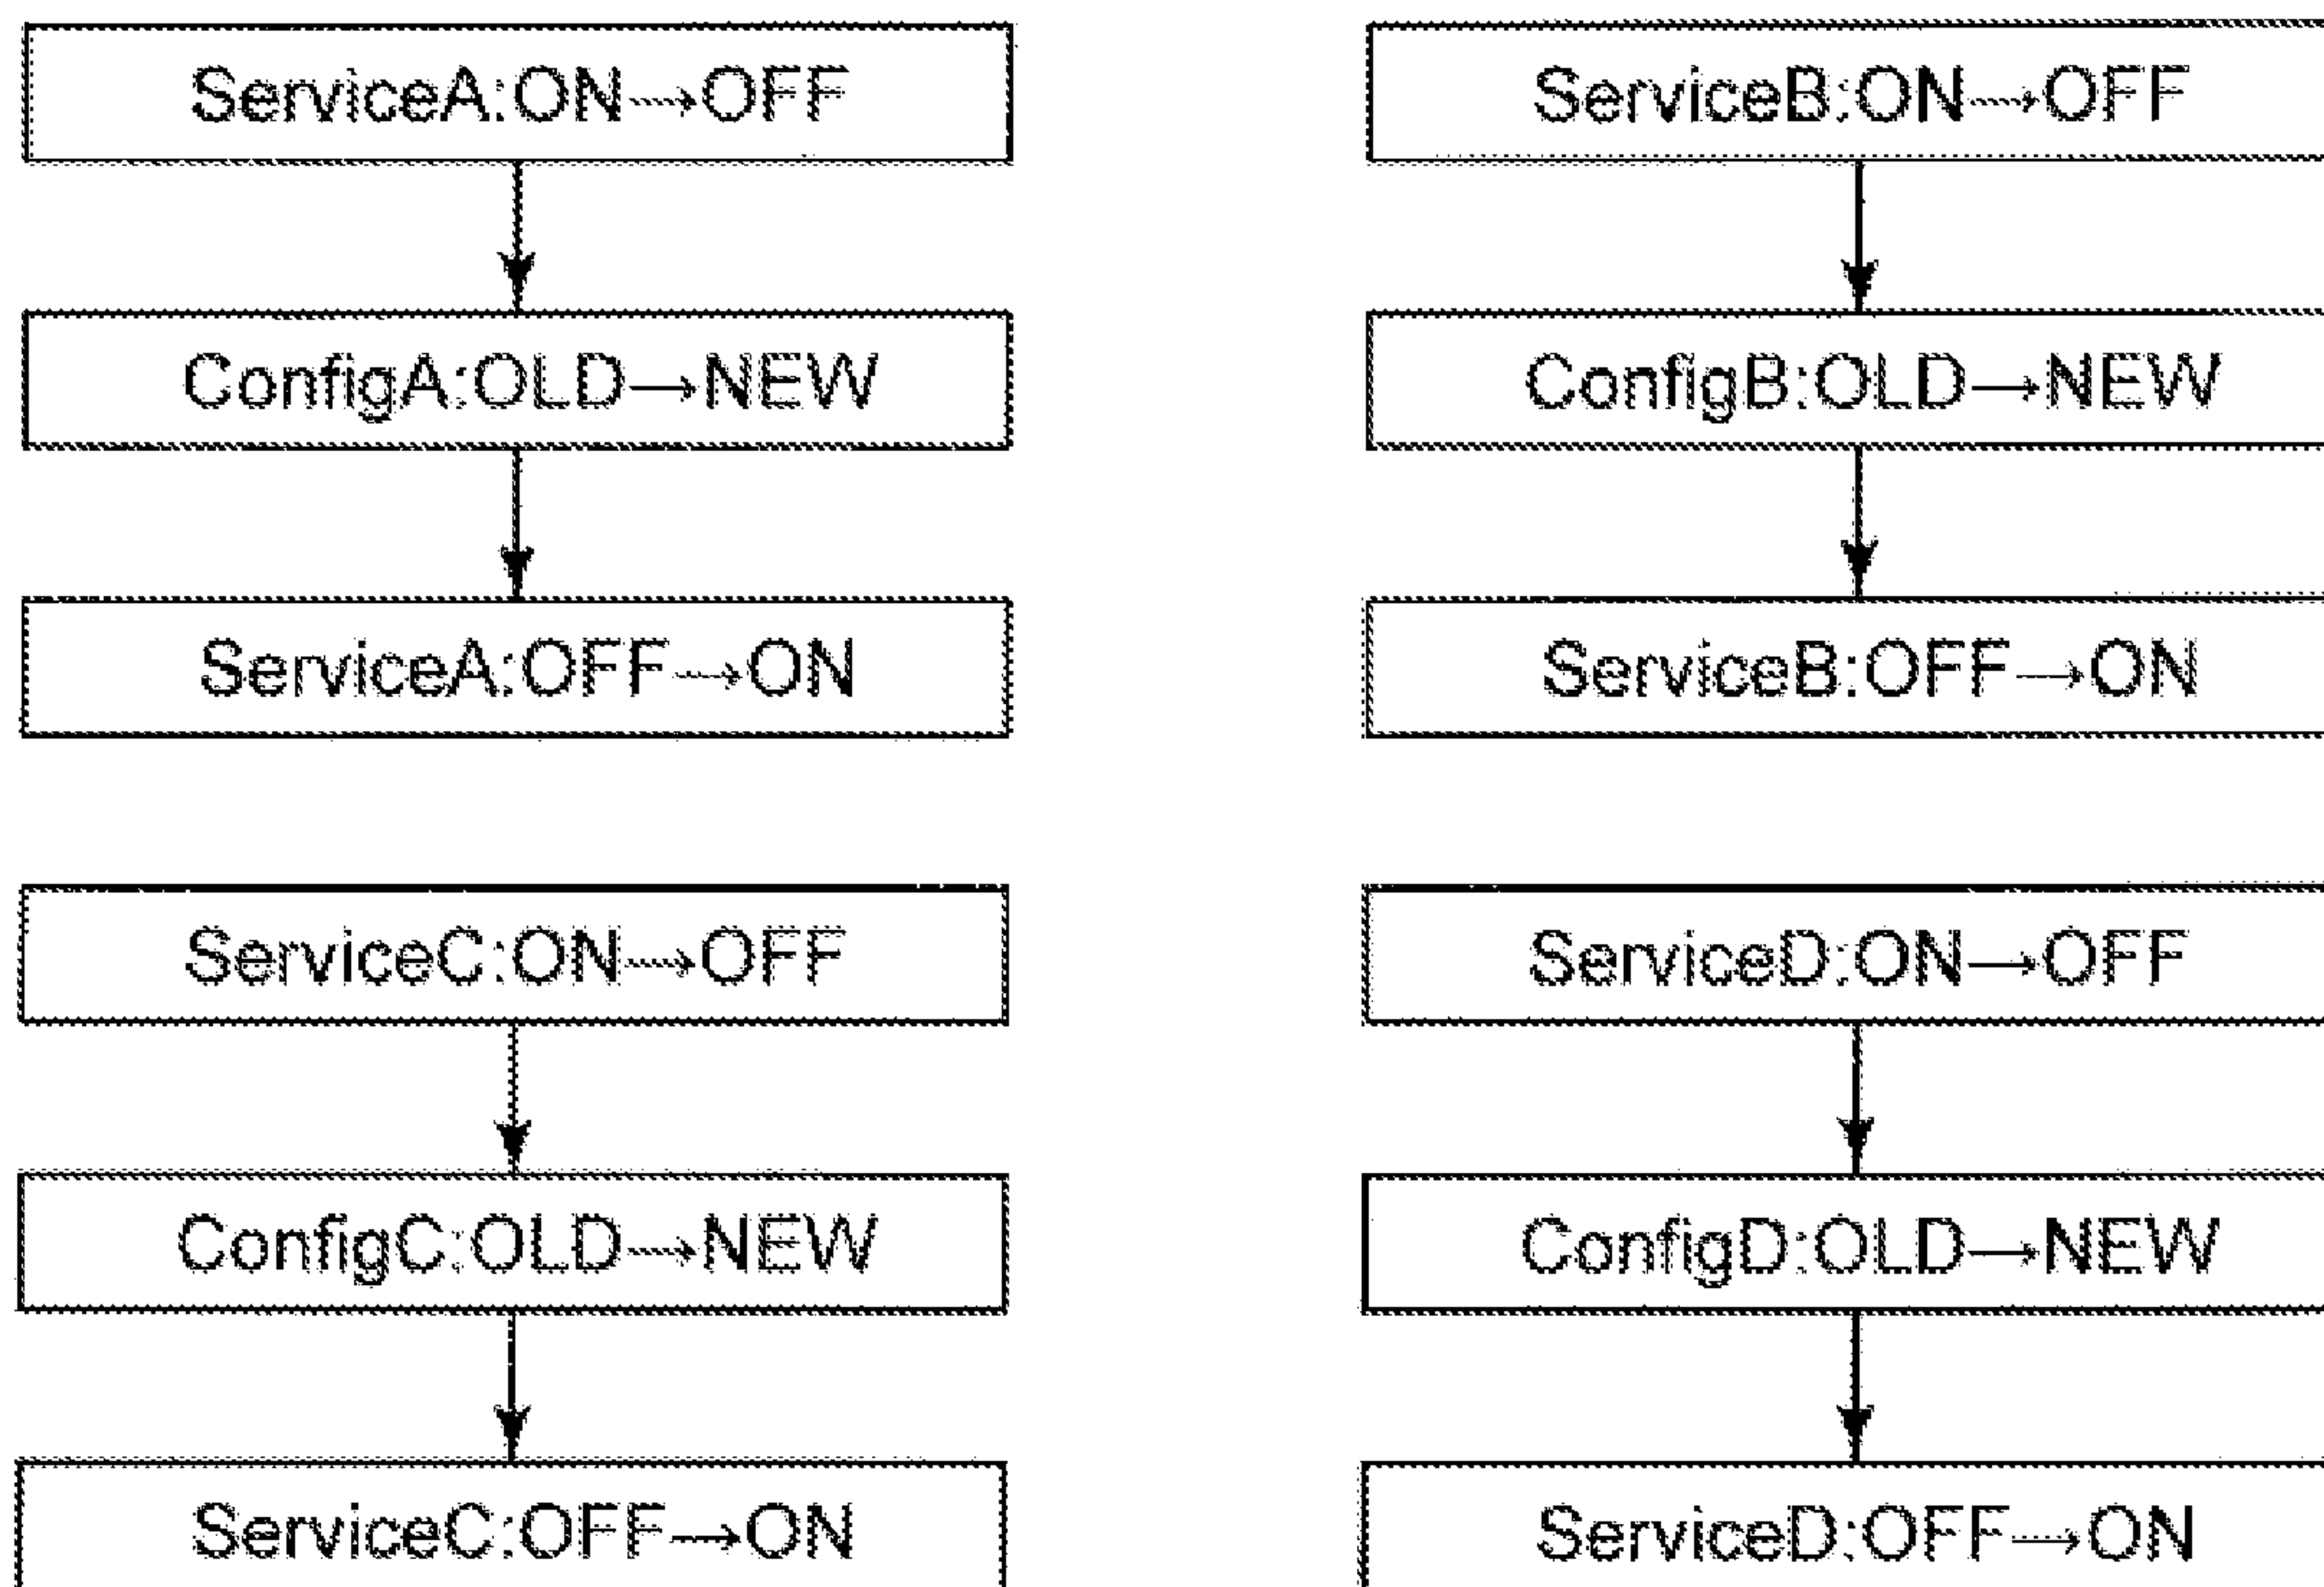 ServiceA:ON→OFF
ConfigA:OLD→NEW
ServiceA:OFF→ON
ServiceB:ON→OFF
ConfigB:OLD→NEW
ServiceB:OFF→ON
ServiceC:ON→OFF
ConfigC:OLD→NEW
ServiceC:OFF→ON
ServiceD:ON→OFF
ConfigD:OLD→NEW
ServiceD:OFF→ON